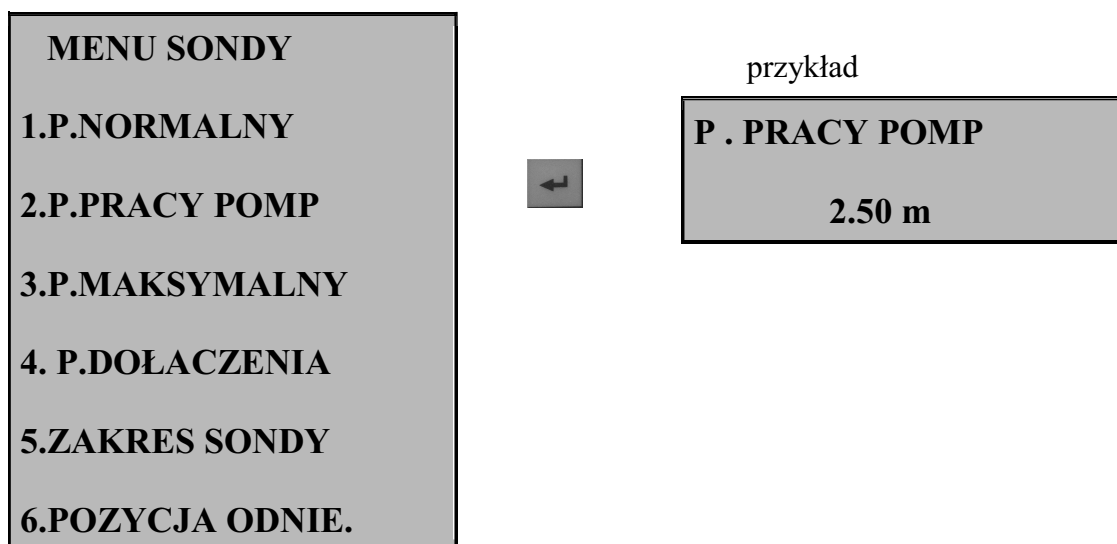 MENU SONDY
1.P.NORMALNY
2.P.PRACY POMP
3.P.MAKSYMALNY
4. P.DOŁACZENIA
5.ZAKRES SONDY
6.POZYCJA ODNIE.
przykład
P . PRACY POMP
2.50 m